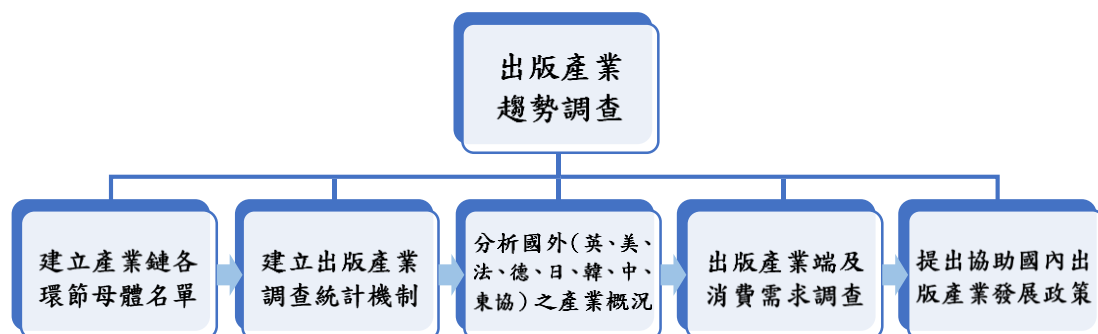 出版產業
趨勢調查
建立產業鏈各
環節母體名單
建立出版產業
調查統計機制
分析國外(英、美、
法、德、日、韓、中、
東協)之產業概況
出版產業端及
消費需求調查
提出協助國內出
版產業發展政策